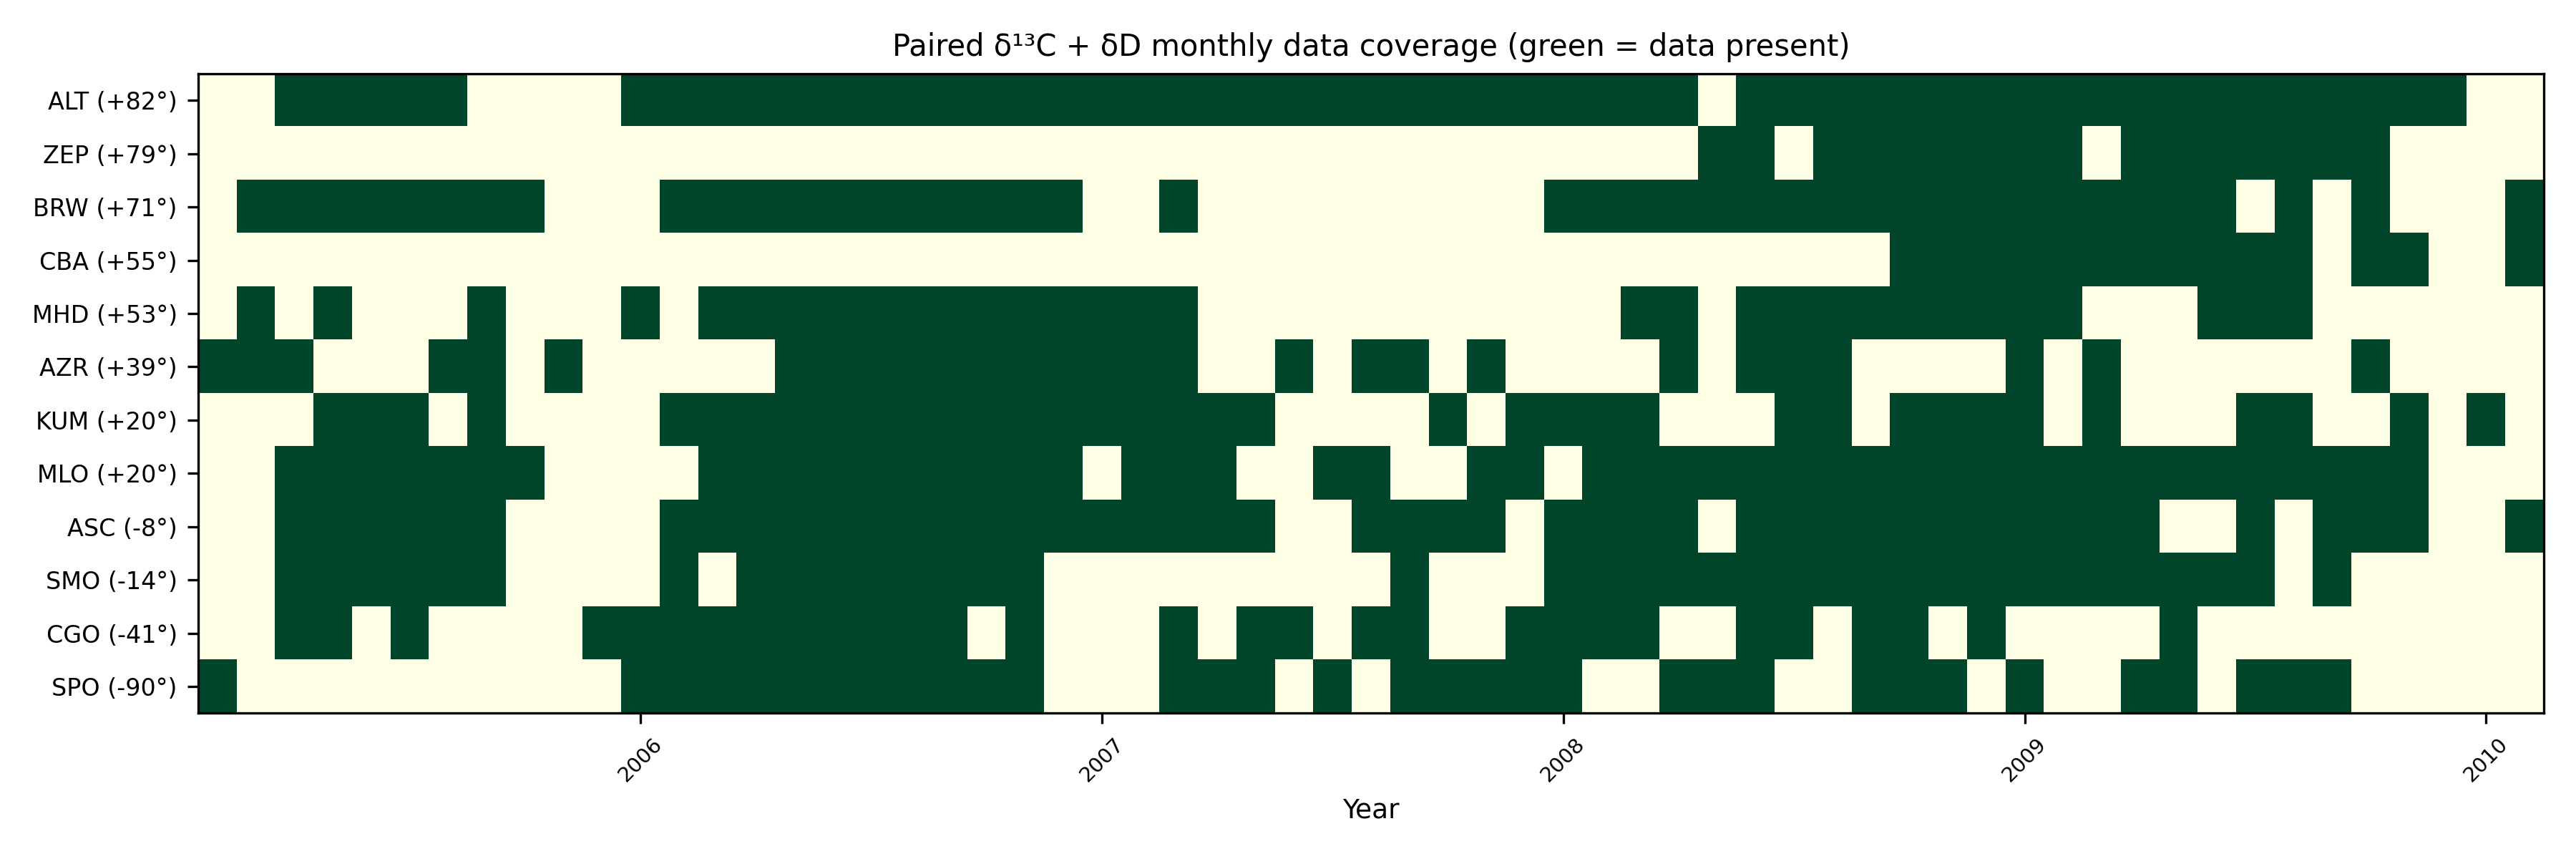 Paired δ¹³C + δD monthly data coverage (green = data present)
ALT (+82°)
ZEP (+79°)
BRW (+71°)
CBA (+55°)
MHD (+53°)
AZR (+39°)
KUM (+20°)
MLO (+20°)
ASC (-8°)
SMO (-14°)
CGO (-41°)
SPO (-90°)
2006 2007 2008 2009 2010
Year